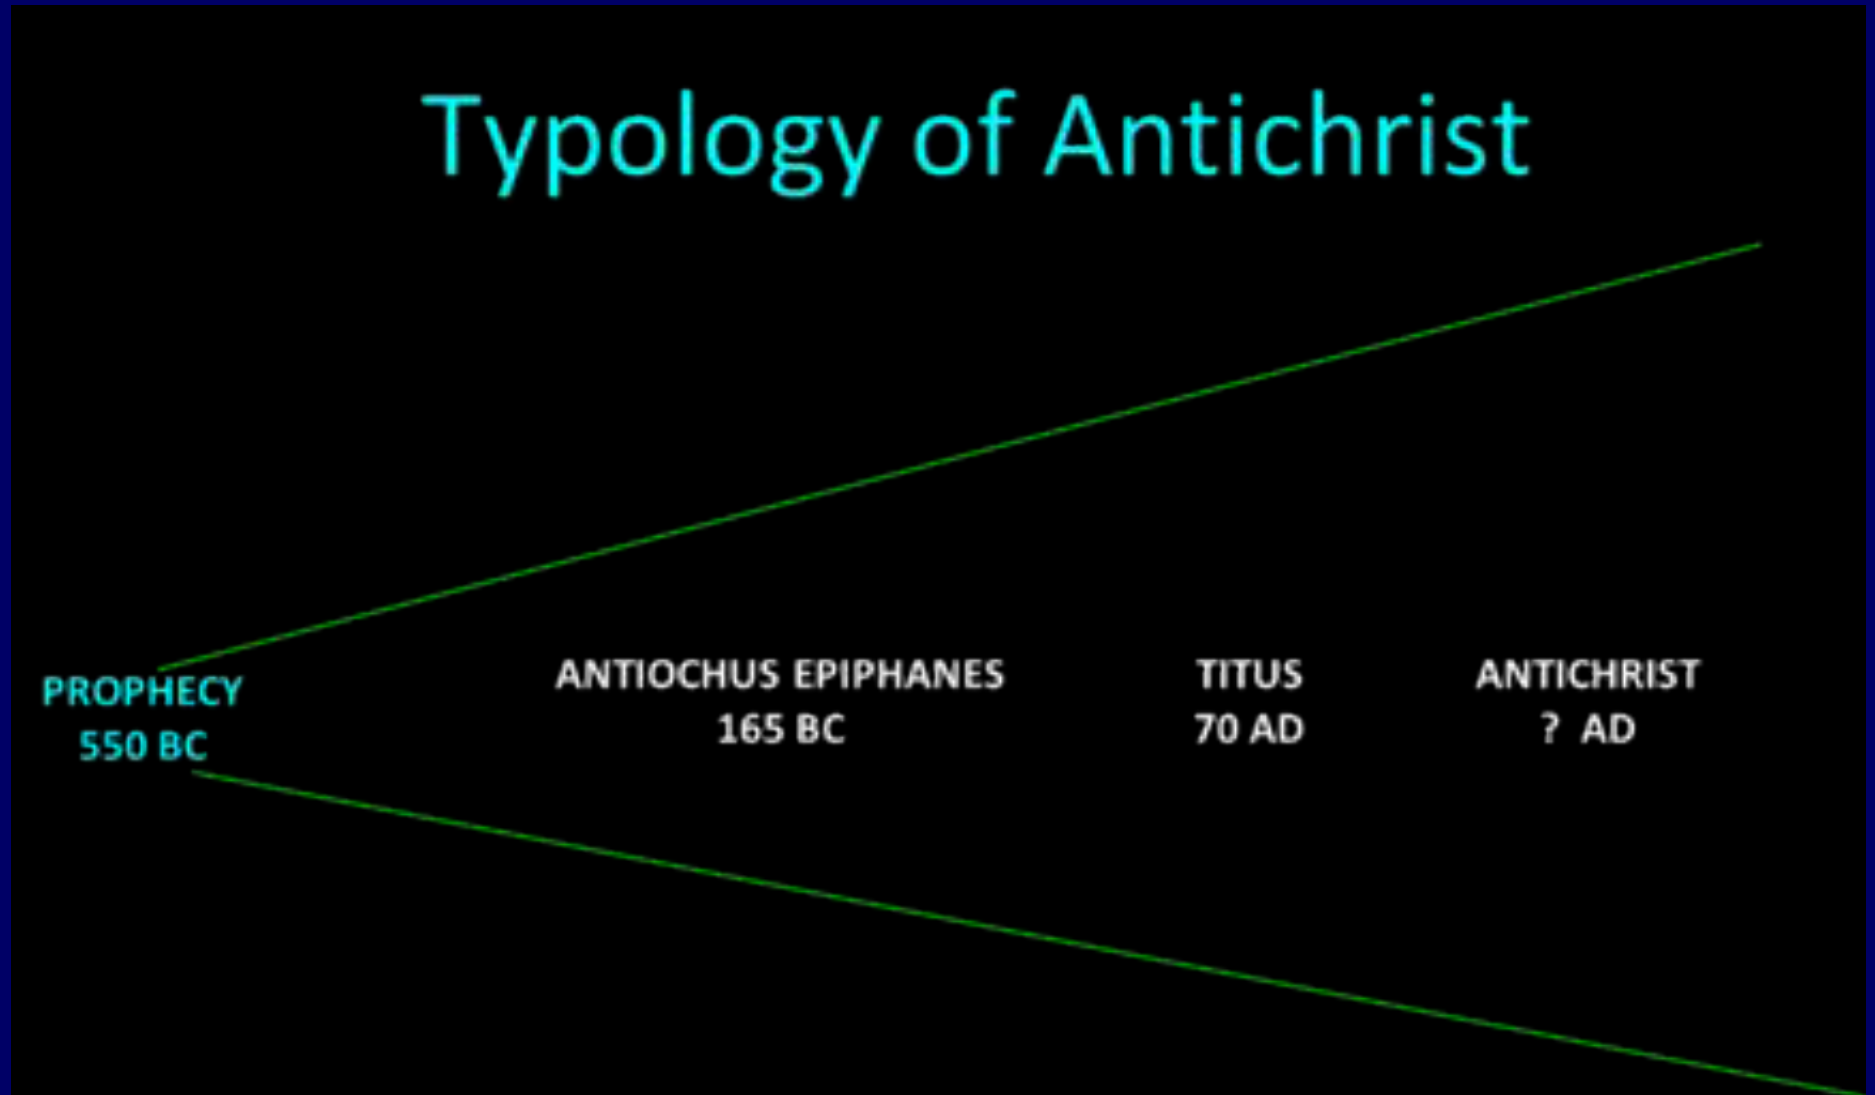 Typology of Antichrist
PROPHECY
550 BC
ANTIOCHUS EPIPHANES
165 BC
TITUS
70 AD
ANTICHRIST
? AD